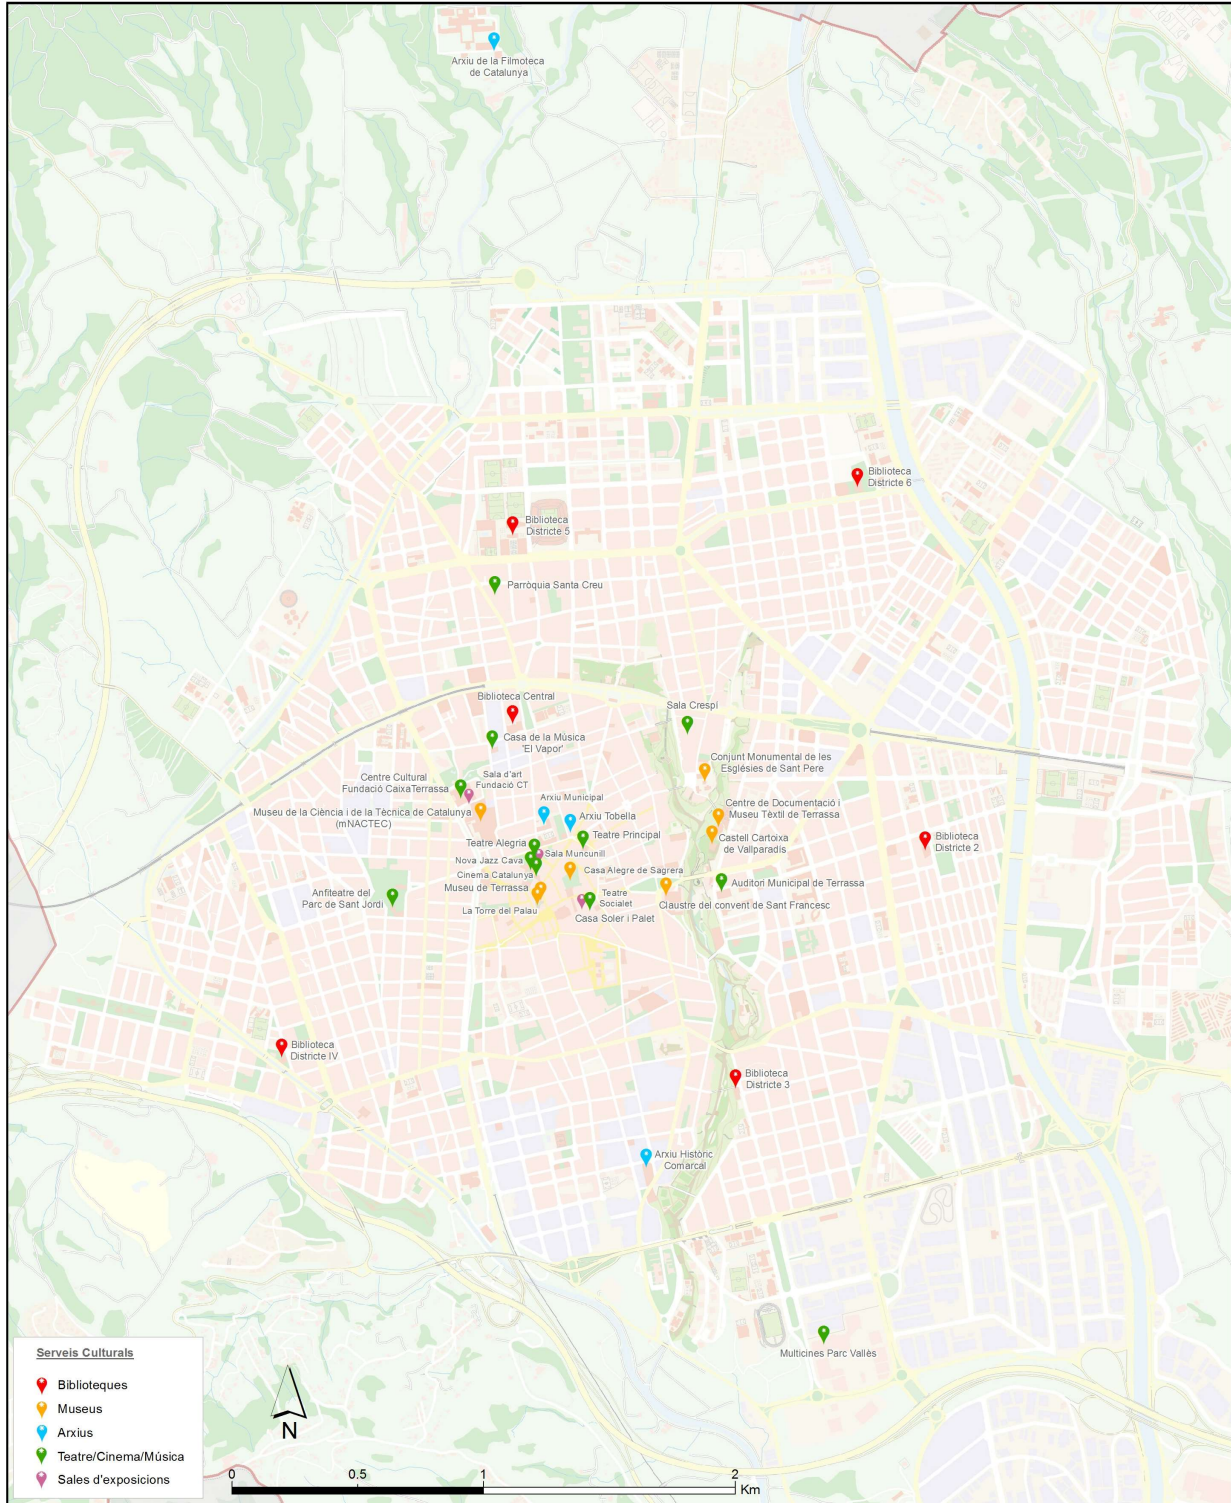 Arxiu de la Filmoteca
de Catalunya
Biblioteca
Districte 6
Biblioteca
Districte 5
Parròquia Santa Creu
Biblioteca Central
Sala Crespí
Casa de la Música
'El Vapor'
Conjunt Monumental de les
Esglésies de Sant Pere
Centre Cultural
Fundació CaixaTerrassa
Sala d'art
Fundació CT
Arxiu Municipal
Museu de la Ciència i de la Tècnica de Catalunya
(mNACTEC)
Arxiu Tobella
Centre de Documentació i
Museu Tèxtil de Terrassa
Teatre Principal
Castell Cartoixa
de Vallparadís
Biblioteca
Districte 2
Teatre Alegria
Sala Muncunill
Nova Jazz Cava
Cinema Catalunya
Casa Alegre de Sagrera
Museu de Terrassa
Auditori Municipal de Terrassa
Anfiteatre del
Parc de Sant Jordi
Teatre
Socialet
La Torre del Palau
Claustre del convent de Sant Francesc
Casa Soler i Palet
Biblioteca
Districte IV
Biblioteca
Districte 3
Arxiu Històric
Comarcal
Multicines Parc Vallès
Serveis Culturals
Biblioteques
Museus
Arxius
Teatre/Cinema/Música
Sales d'exposicions
N
0 0.5 1 2
Km